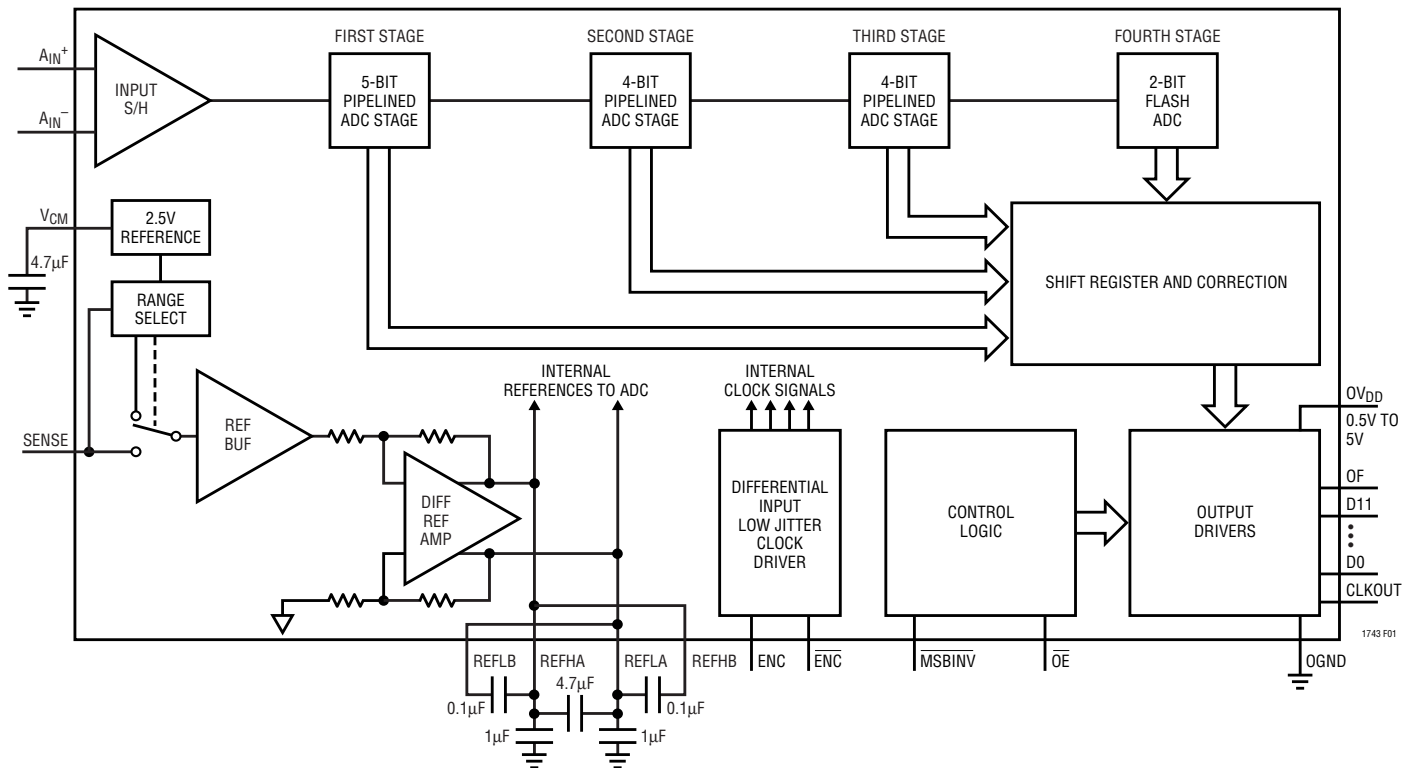 FIRST STAGE
SECOND STAGE
THIRD STAGE
FOURTH STAGE
AIN+
AIN–
INPUT
S/H
5-BIT
PIPELINED
ADC STAGE
4-BIT
PIPELINED
ADC STAGE
4-BIT
PIPELINED
ADC STAGE
2-BIT
FLASH
ADC
VCM
2.5V
REFERENCE
4.7µF
RANGE
SELECT
SHIFT REGISTER AND CORRECTION
SENSE
REF
BUF
DIFF
REF
AMP
INTERNAL
REFERENCES TO ADC
INTERNAL
CLOCK SIGNALS
DIFFERENTIAL
INPUT
LOW JITTER
CLOCK
DRIVER
CONTROL
LOGIC
OUTPUT
DRIVERS
OVDD
0.5V TO
5V
OF
D11
D0
CLKOUT
1743 F01
REFLB
REFHA
REFLA
REFHB
ENC
E̅N̅C̅
M̅S̅B̅I̅N̅V̅
O̅E̅
OGND
4.7µF
0.1µF
0.1µF
1µF
1µF